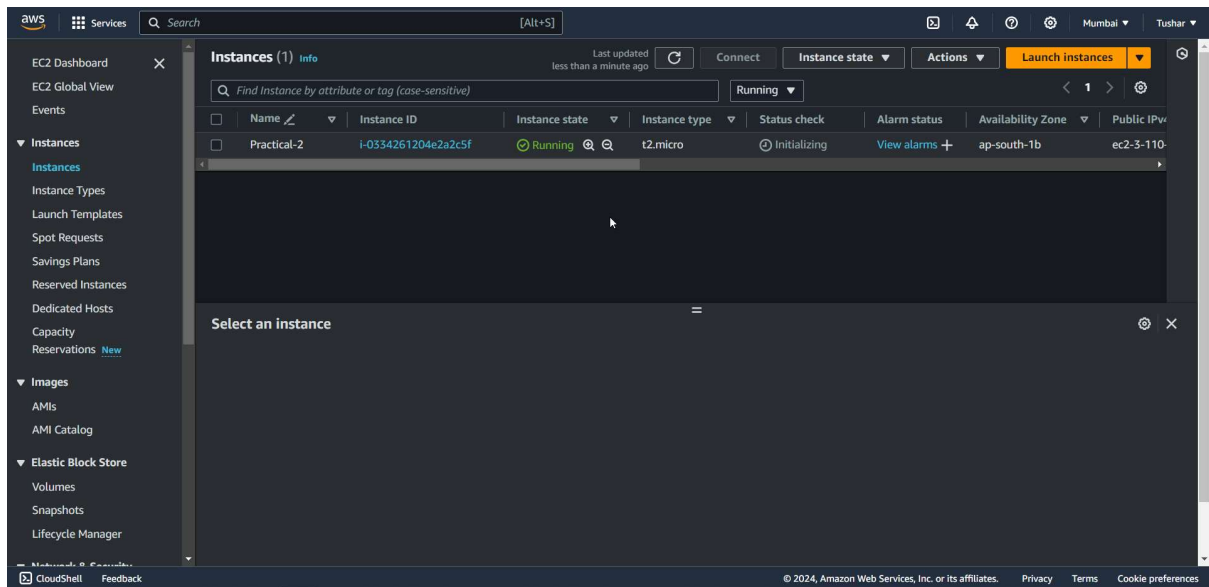 aws Services Search [Alt+S] Mumbai Tushar
EC2 Dashboard
EC2 Global View
Events
Instances
Instances
Instance Types
Launch Templates
Spot Requests
Savings Plans
Reserved Instances
Dedicated Hosts
Capacity
Reservations New
Images
AMIs
AMI Catalog
Elastic Block Store
Volumes
Snapshots
Lifecycle Manager
Network & Security
Instances (1) Info
Last updated
less than a minute ago
Connect Instance state Actions Launch instances
Find Instance by attribute or tag (case-sensitive) Running 1
Name Instance ID Instance state Instance type Status check Alarm status Availability Zone Public IPv4
Practical-2 i-0334261204e2a2c5f Running t2.micro Initializing View alarms + ap-south-1b ec2-3-110-
Select an instance
CloudShell Feedback © 2024, Amazon Web Services, Inc. or its affiliates. Privacy Terms Cookie preferences